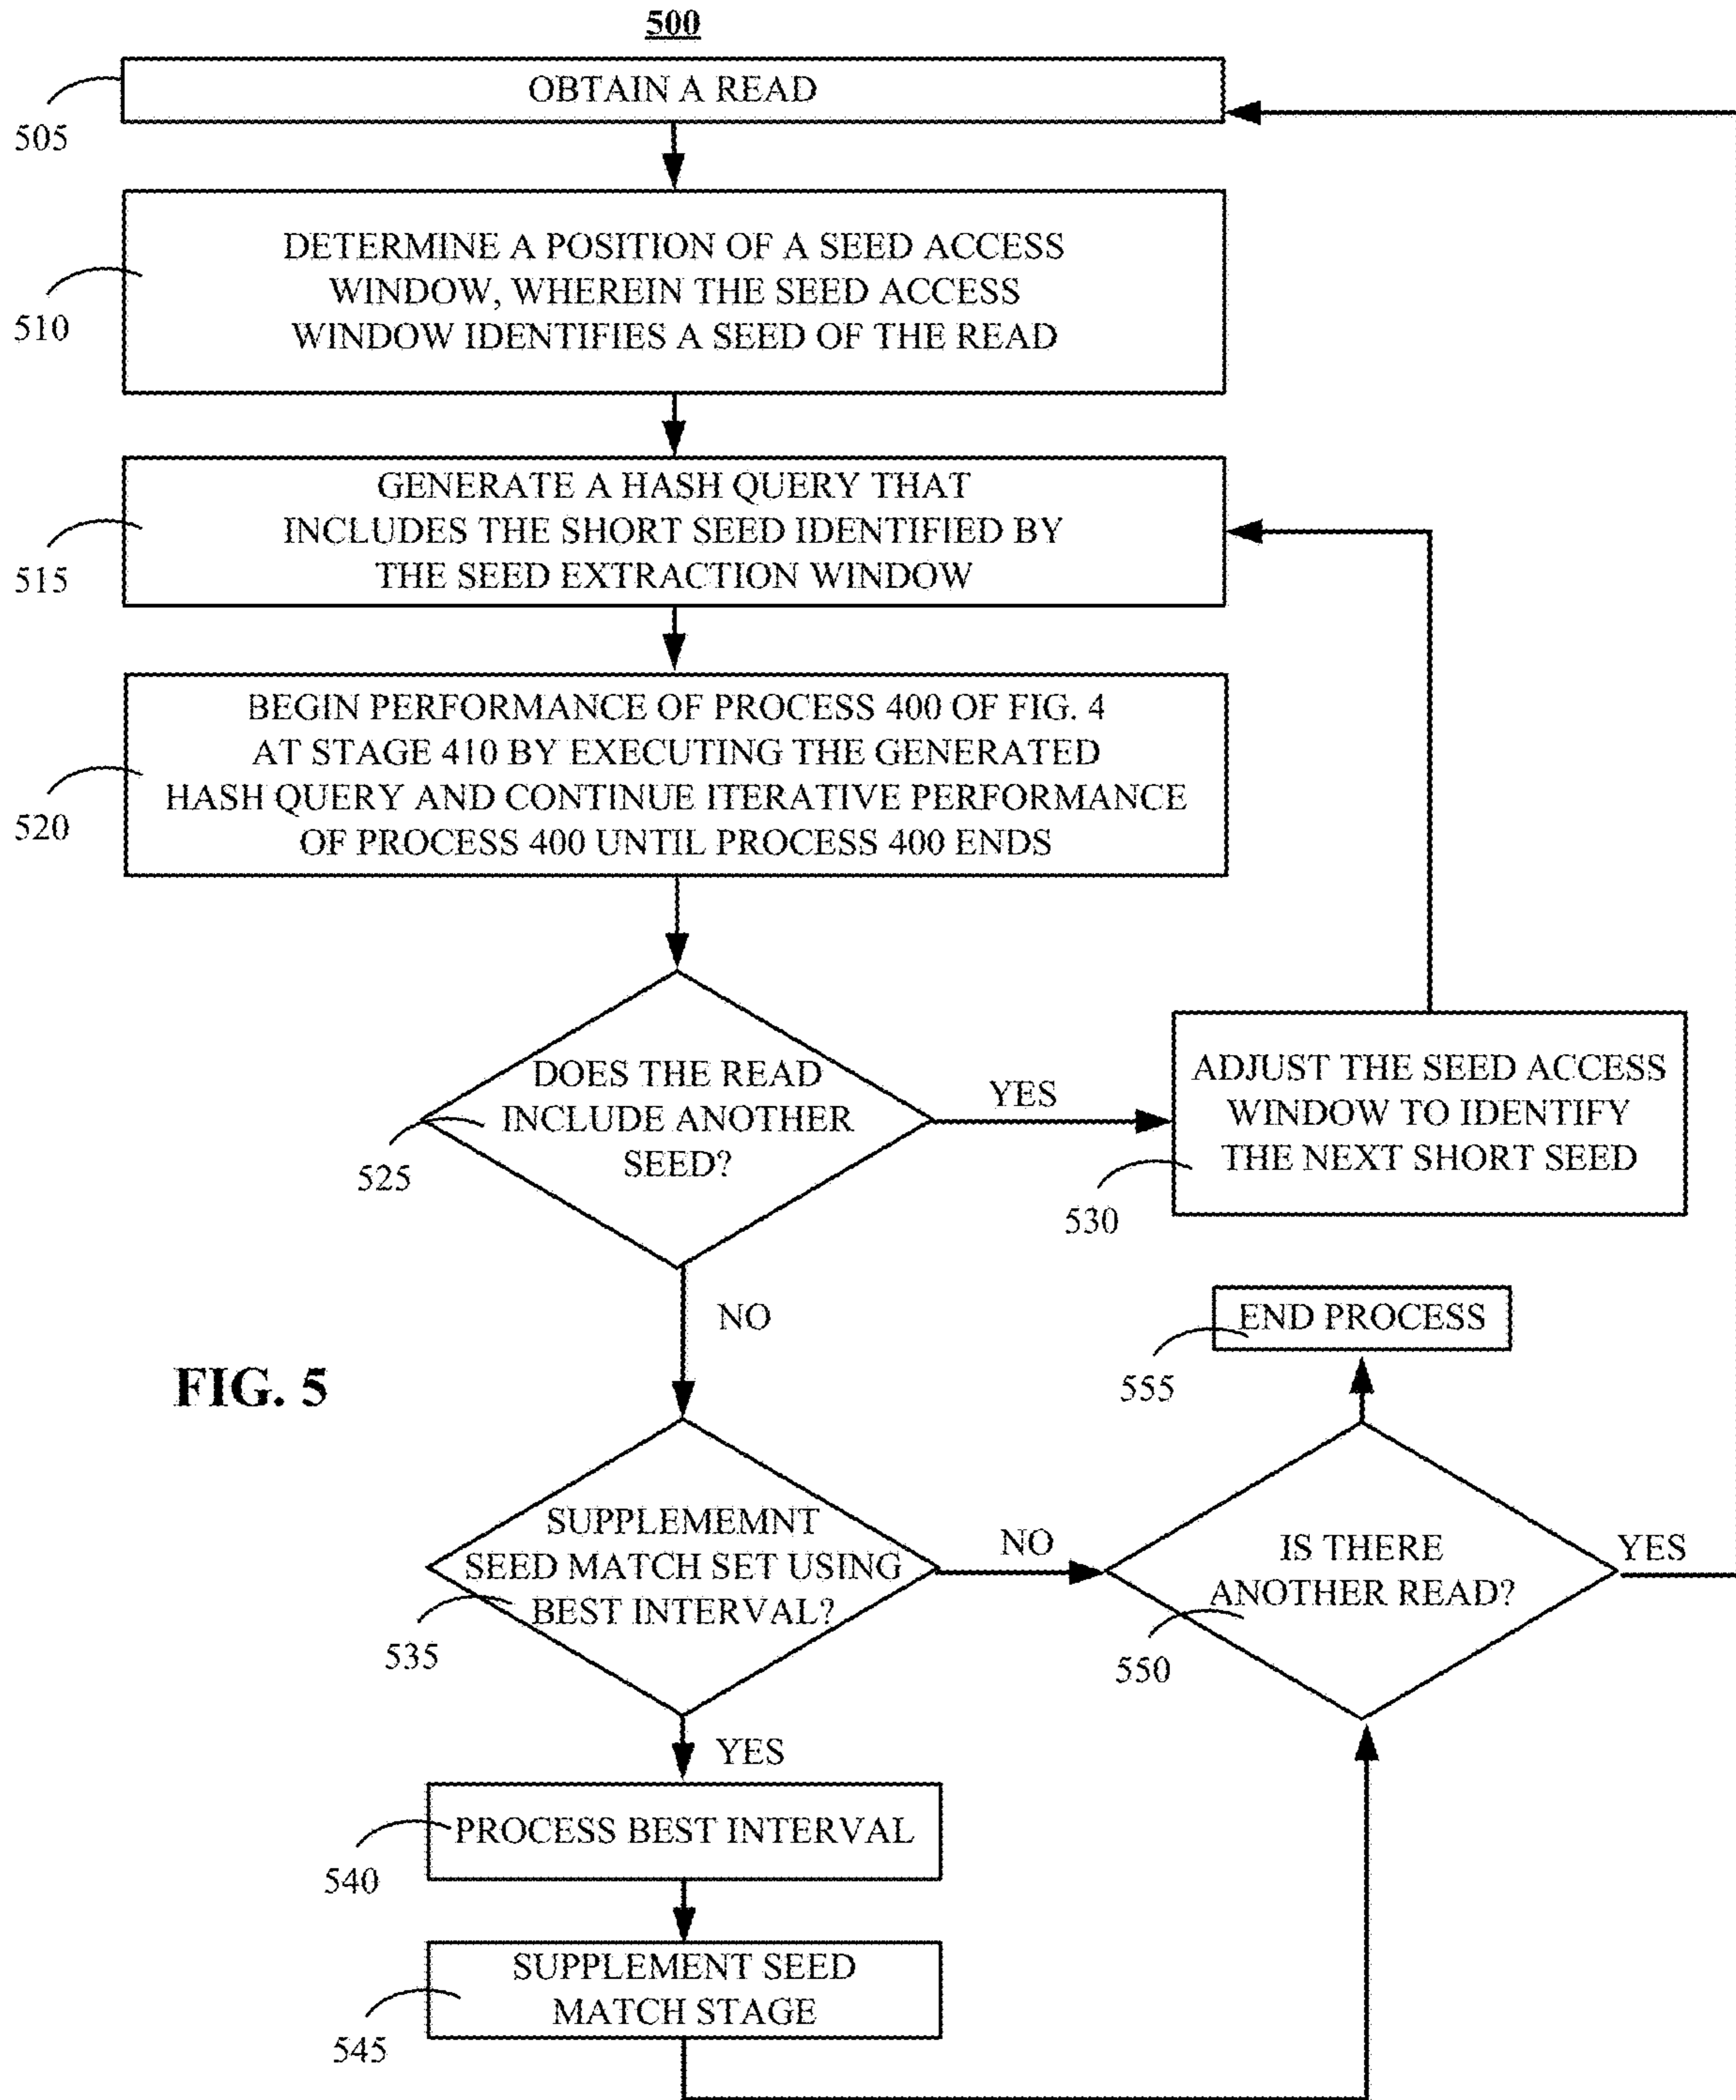 500
OBTAIN A READ
505
DETERMINE A POSITION OF A SEED ACCESS
WINDOW, WHEREIN THE SEED ACCESS
WINDOW IDENTIFIES A SEED OF THE READ
510
GENERATE A HASH QUERY THAT
INCLUDES THE SHORT SEED IDENTIFIED BY
THE SEED EXTRACTION WINDOW
515
BEGIN PERFORMANCE OF PROCESS 400 OF FIG. 4
AT STAGE 410 BY EXECUTING THE GENERATED
HASH QUERY AND CONTINUE ITERATIVE PERFORMANCE
OF PROCESS 400 UNTIL PROCESS 400 ENDS
520
DOES THE READ
INCLUDE ANOTHER
SEED?
525
YES
ADJUST THE SEED ACCESS
WINDOW TO IDENTIFY
THE NEXT SHORT SEED
530
NO
END PROCESS
555
FIG. 5
SUPPLEMEMNT
SEED MATCH SET USING
BEST INTERVAL?
535
NO
IS THERE
ANOTHER READ?
550
YES
YES
PROCESS BEST INTERVAL
540
SUPPLEMENT SEED
MATCH STAGE
545